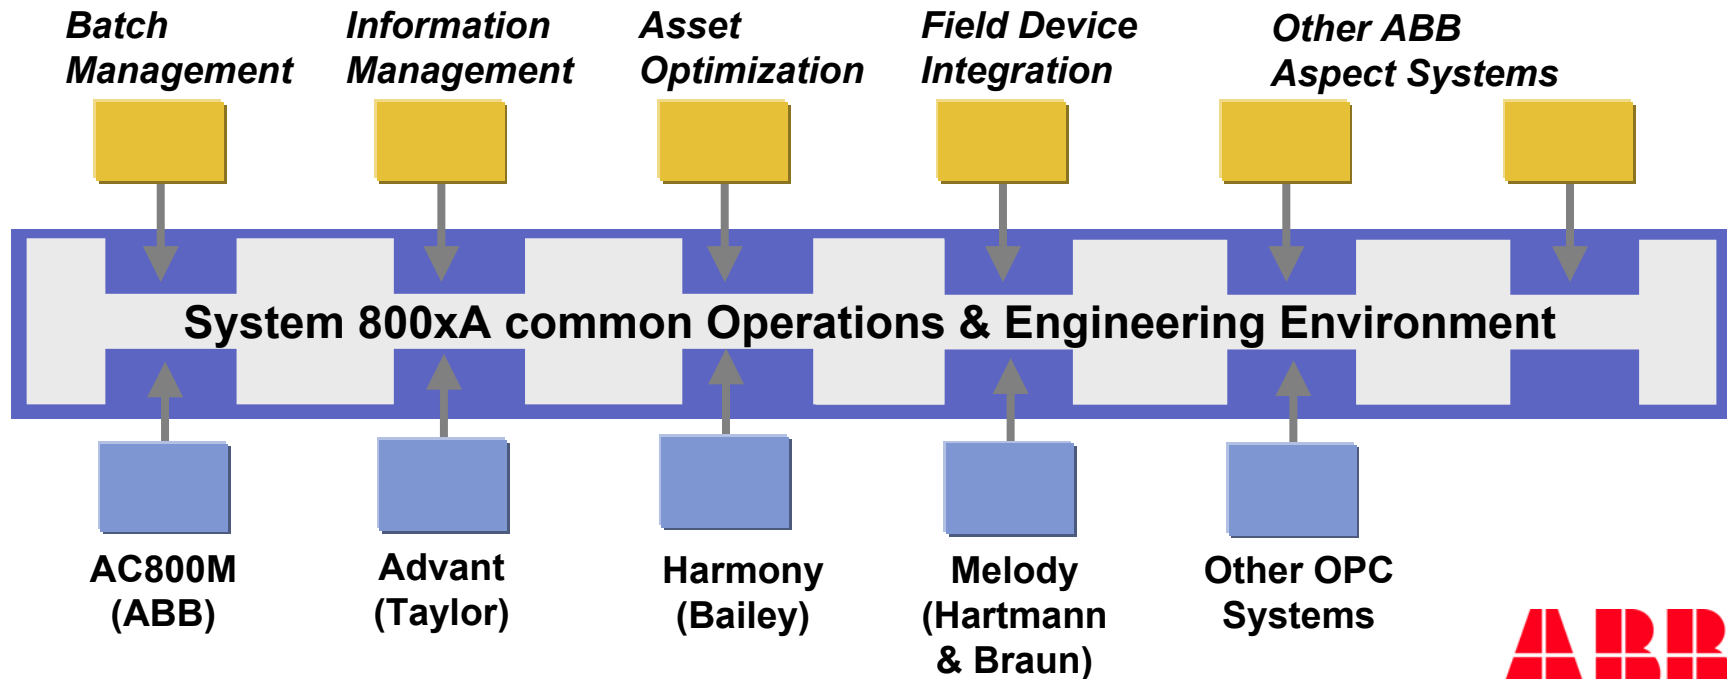 Batch
Management
Information
Management
Asset
Optimization
Field Device
Integration
Other ABB
Aspect Systems
System 800xA common Operations & Engineering Environment
AC800M
(ABB)
Advant
(Taylor)
Harmony
(Bailey)
Melody
(Hartmann
& Braun)
Other OPC
Systems
ABB